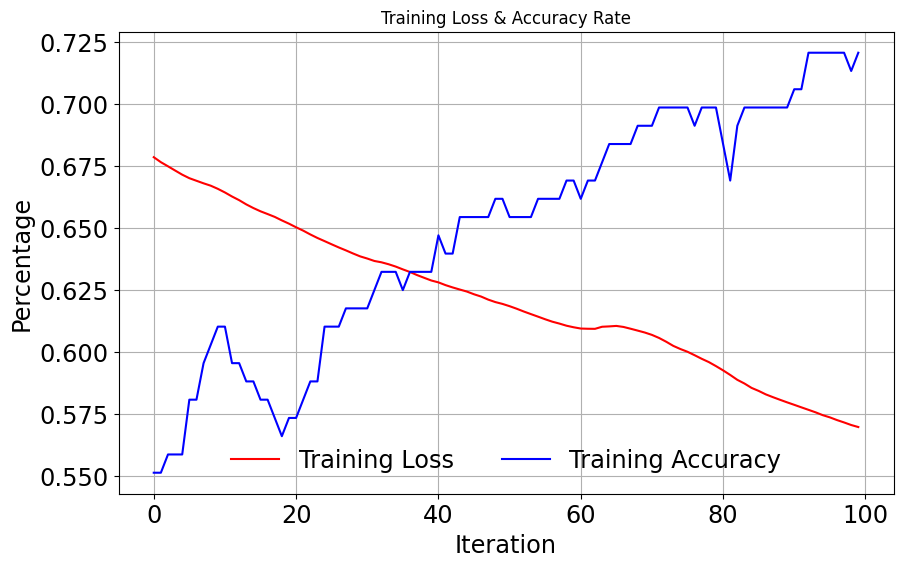 Training Loss & Accuracy Rate
0.725
0.700
0.675
0.650
0.625
0.600
0.575
0.550
Percentage
Training Loss
Training Accuracy
0 20 40 60 80 100
Iteration